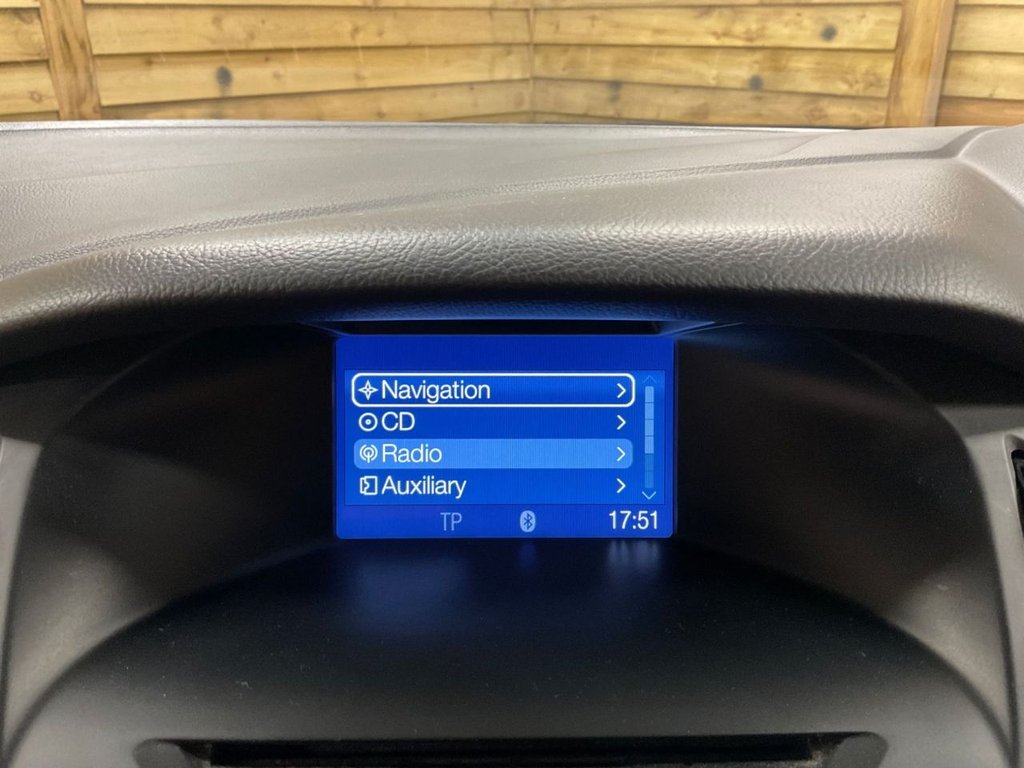 Navigation
CD
Radio
Auxiliary
TP 17:51